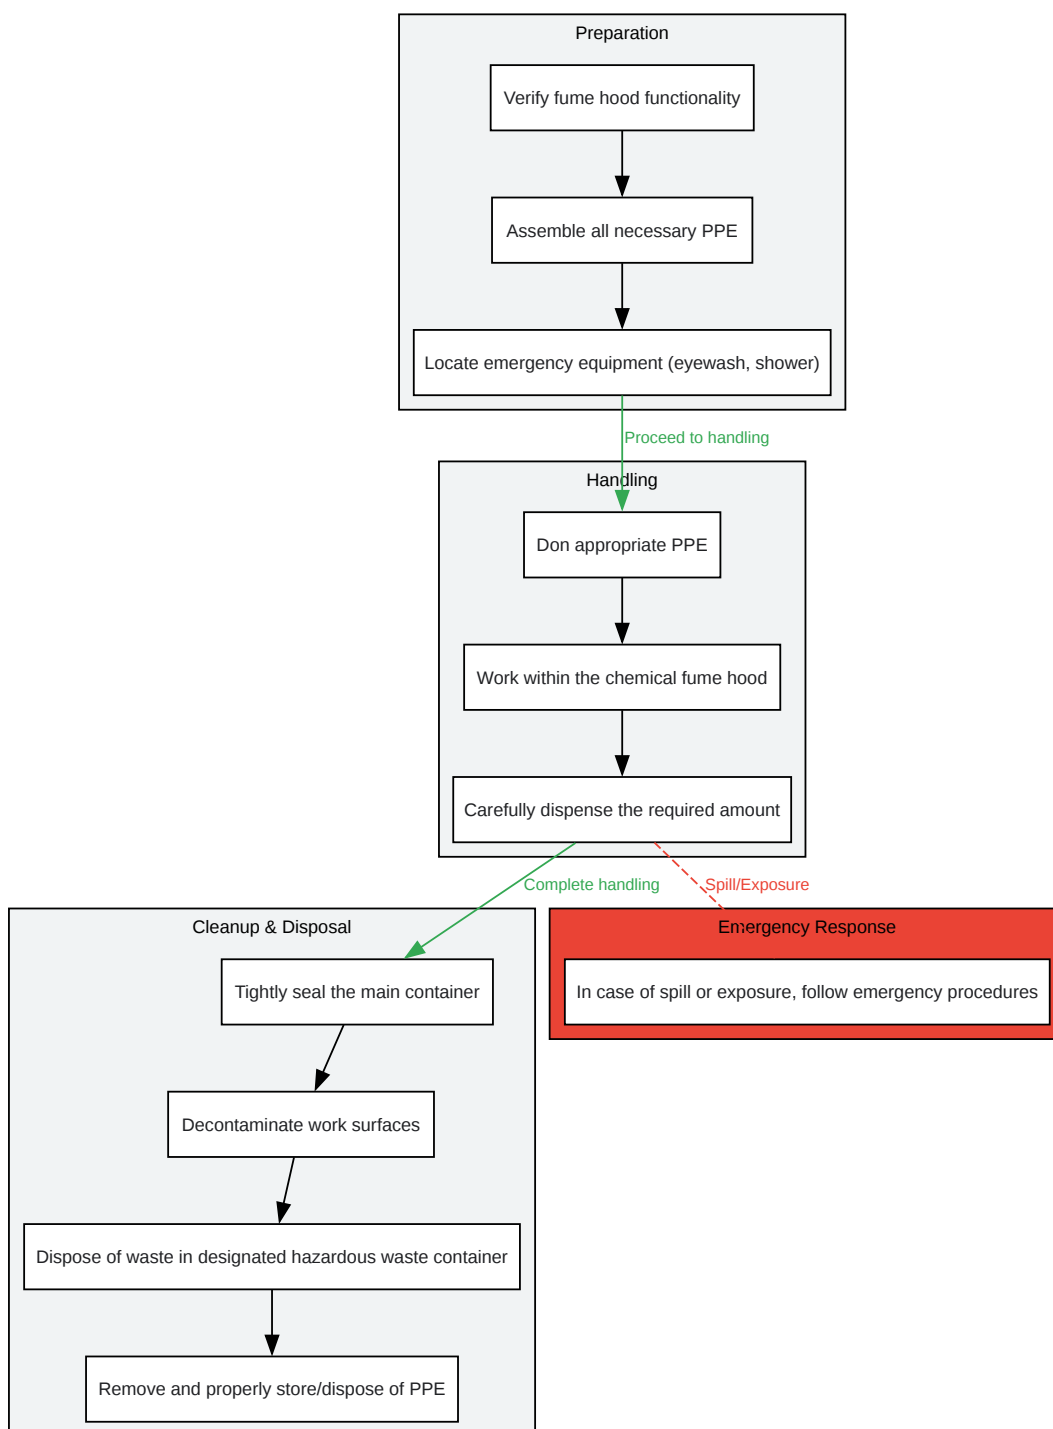 Preparation
Verify fume hood functionality
Assemble all necessary PPE
Locate emergency equipment (eyewash, shower)
Proceed to handling
Handling
Don appropriate PPE
Work within the chemical fume hood
Carefully dispense the required amount
Complete handling
Spill/Exposure
Cleanup & Disposal
Tightly seal the main container
Decontaminate work surfaces
Dispose of waste in designated hazardous waste container
Remove and properly store/dispose of PPE
Emergency Response
In case of spill or exposure, follow emergency procedures